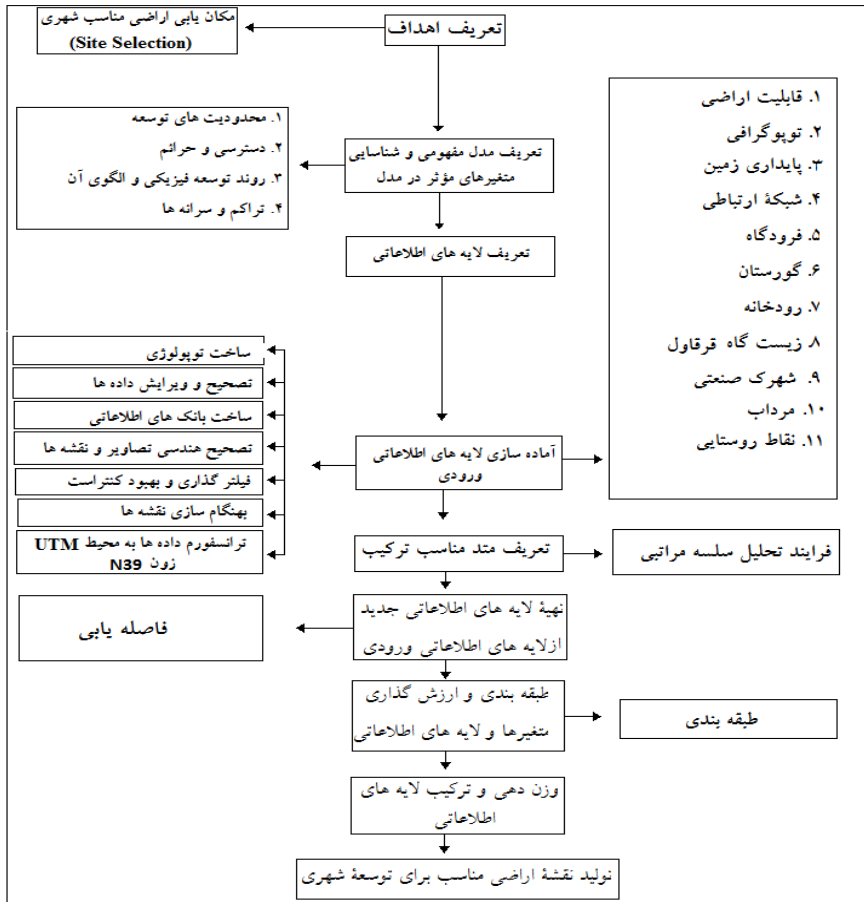 تعریف اهداف
مکان یابی اراضی مناسب شهری
(Site Selection)
تعریف مدل مفهومی و شناسایی
متغیرهای مؤثر در مدل
۱. محدودیت های توسعه
۲. دسترسی و حرائم
۳. روند توسعه فیزیکی و الگوی آن
۴. تراکم و سرانه ها
تعریف لایه های اطلاعاتی
۱. قابلیت اراضی
۲. توپوگرافی
۳. پایداری زمین
۴. شبکۀ ارتباطی
۵. فرودگاه
۶. گورستان
۷. رودخانه
۸. زیست گاه قرقاول
۹. شهرک صنعتی
۱۰. مرداب
۱۱. نقاط روستایی
آماده سازی لایه های اطلاعاتی
ورودی
ساخت توپولوژی
تصحیح و ویرایش داده ها
ساخت بانک های اطلاعاتی
تصحیح هندسی تصاویر و نقشه ها
فیلتر گذاری و بهبود کنتراست
بهنگام سازی نقشه ها
ترانسفورم داده ها به محیط UTM
زون N39
تعریف متد مناسب ترکیب
فرایند تحلیل سلسه مراتبی
تهیۀ لایه های اطلاعاتی جدید
ازلایه های اطلاعاتی ورودی
فاصله یابی
طبقه بندی و ارزش گذاری
متغیرها و لایه های اطلاعاتی
طبقه بندی
وزن دهی و ترکیب لایه های
اطلاعاتی
تولید نقشۀ اراضی مناسب برای توسعۀ شهری